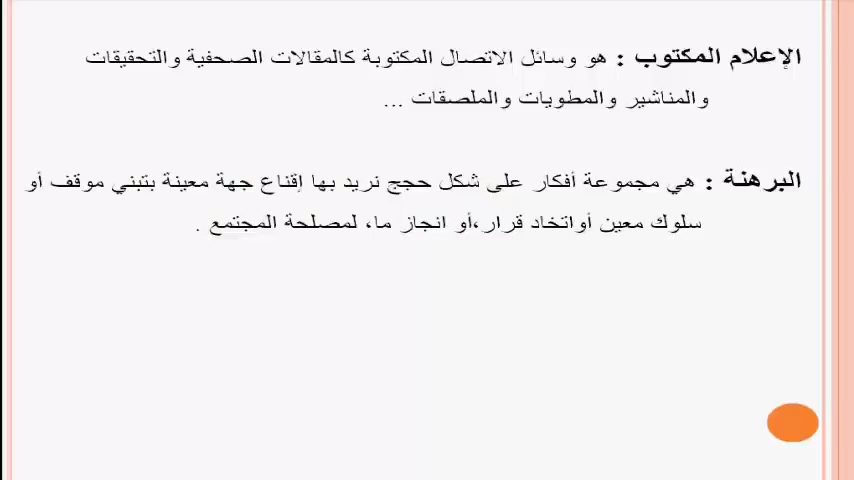 الإعلام المكتوب : هو وسائل الاتصال المكتوبة كالمقالات الصحفية والتحقيقات
والمناشير والمطويات والملصقات ...
البرهنة : هي مجموعة أفكار على شكل حجج نريد بها إقناع جهة معينة بتبني موقف أو
سلوك معين أواتخاد قرار،أو انجاز ما، لمصلحة المجتمع .